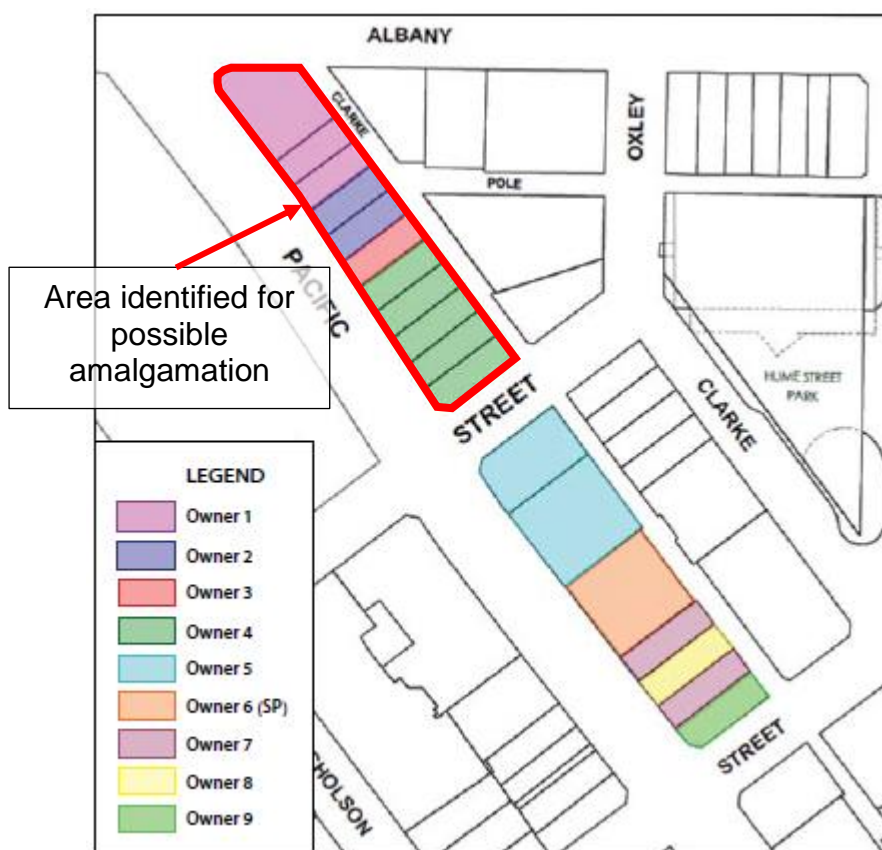 ALBANY
CLARKE
OXLEY
POLE
PACIFIC
Area identified for
possible
amalgamation
HUME STREET
PARK
CLARKE
STREET
LEGEND
Owner 1
Owner 2
Owner 3
Owner 4
Owner 5
Owner 6 (SP)
Owner 7
Owner 8
Owner 9
STREET
HOLSON